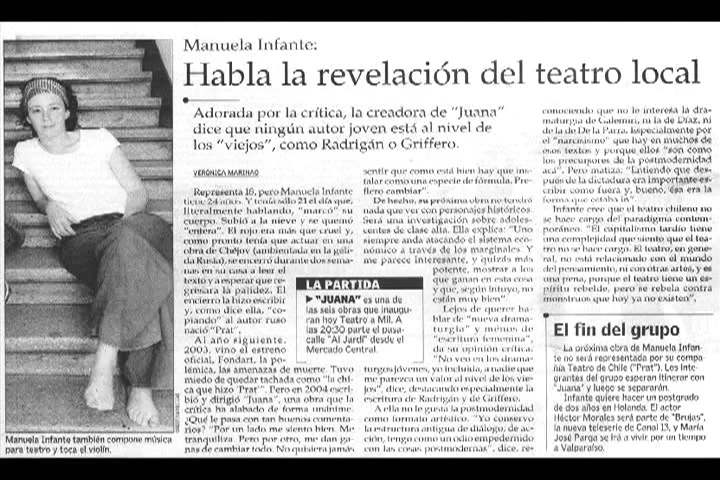 Manuela Infante:
Habla la revelación del teatro local
Adorada por la crítica, la creadora de "Juana"
dice que ningún autor joven está al nivel de
los "viejos", como Radrigán o Griffero.
VERONICA MARINAO
Representa 18, pero Manuela Infante
tiene 24 años. Y tenía sólo 21 el día que,
literalmente hablando, "marcó" su
cuerpo. Subió a la nieve y se quemó
"entera". El rojo era más que cruel y,
como pronto tenía que actuar en una
obra de Chéjov (ambientada en la géli-
da Rusia), se encerró durante dos sema-
nas en su casa a leer el
texto y a esperar que re-
gresara la palidez. El
encierro la hizo escribir
y, como dice ella, "co-
piando" al autor ruso
nació "Prat".
Al año siguiente,
2003, vino el estreno
oficial, Fondart, la po-
lémica, las amenazas de muerte. Tuvo
miedo de quedar tachada como "la chi-
ca que hizo Prat". Pero en 2004 escri-
bió y dirigió "Juana", una obra que la
crítica ha alabado de forma unánime.
¿Qué le pasa con tan buenos comenta-
rios? "Por un lado me siento bien. Me
tranquiliza. Pero por otro, me dan ga-
nas de cambiar todo. No quisiera jamás
sentir que como está bien hay que ins-
talar como una especie de fórmula. Pre-
fiero cambiar".
De hecho, su próxima obra no tendrá
nada que ver con personajes históricos.
Será una investigación sobre adoles-
centes de clase alta. Ella explica: "Uno
siempre anda atacando el sistema eco-
nómico a través de los marginales. Y
me parece interesante, y quizás más
potente, mostrar a los
que ganan en esta cosa
y que, según intuyo, no
están muy bien".
Lejos de querer ha-
blar de "nueva drama-
turgia" y menos de
"escritura femenina",
da su opinión crítica.
"No veo en los drama-
turgos jóvenes, yo incluida, a nadie que
me parezca un valor al nivel de los vie-
jos", dice, destacando especialmente la
escritura de Radrigán y de Griffero.
A ella no le gusta la postmodernidad
como formato artístico. "Yo conservo
la estructura antigua de diálogo, de ac-
ción, tengo como un odio empedernido
con las cosas postmodernas", dice, re-
conociendo que no le interesa la dra-
maturgia de Galemiri, ni la de Díaz, ni
de la de De la Parra. Especialmente por
el "narcisismo" que hay en muchos de
esos textos y porque ellos "son como
los precursores de la postmodernidad
acá". Pero matiza: "Entiendo que des-
pués de la dictadura era importante es-
cribir como fuera y, bueno, ésa era la
forma que estaba in".
Infante cree que el teatro chileno no
se hace cargo del paradigma contem-
poráneo. "El capitalismo tardío tiene
una complejidad que siento que el tea-
tro no se hace cargo. El teatro, en gene-
ral, no está relacionado con el mundo
del pensamiento, ni con otras artes, y es
una pena, porque el teatro tiene un es-
píritu rebelde, pero se rebela contra
monstruos que hoy ya no existen".
LA PARTIDA
"JUANA" es una de
las seis obras que inaugu-
ran hoy Teatro a Mil. A
las 20:30 parte el pasa-
calle "Al Jardí" desde el
Mercado Central.
El fin del grupo
La próxima obra de Manuela Infan-
te no será representada por su compa-
ñía Teatro de Chile ("Prat"). Los inte-
grantes del grupo esperan itinerar con
"Juana" y luego se separarán.
Infante quiere hacer un postgrado
de dos años en Holanda. El actor
Héctor Morales será parte de "Brujas",
la nueva teleserie de Canal 13, y María
José Parga se irá a vivir por un tiempo
a Valparaíso.
Manuela Infante también compone música
para teatro y toca el violín.